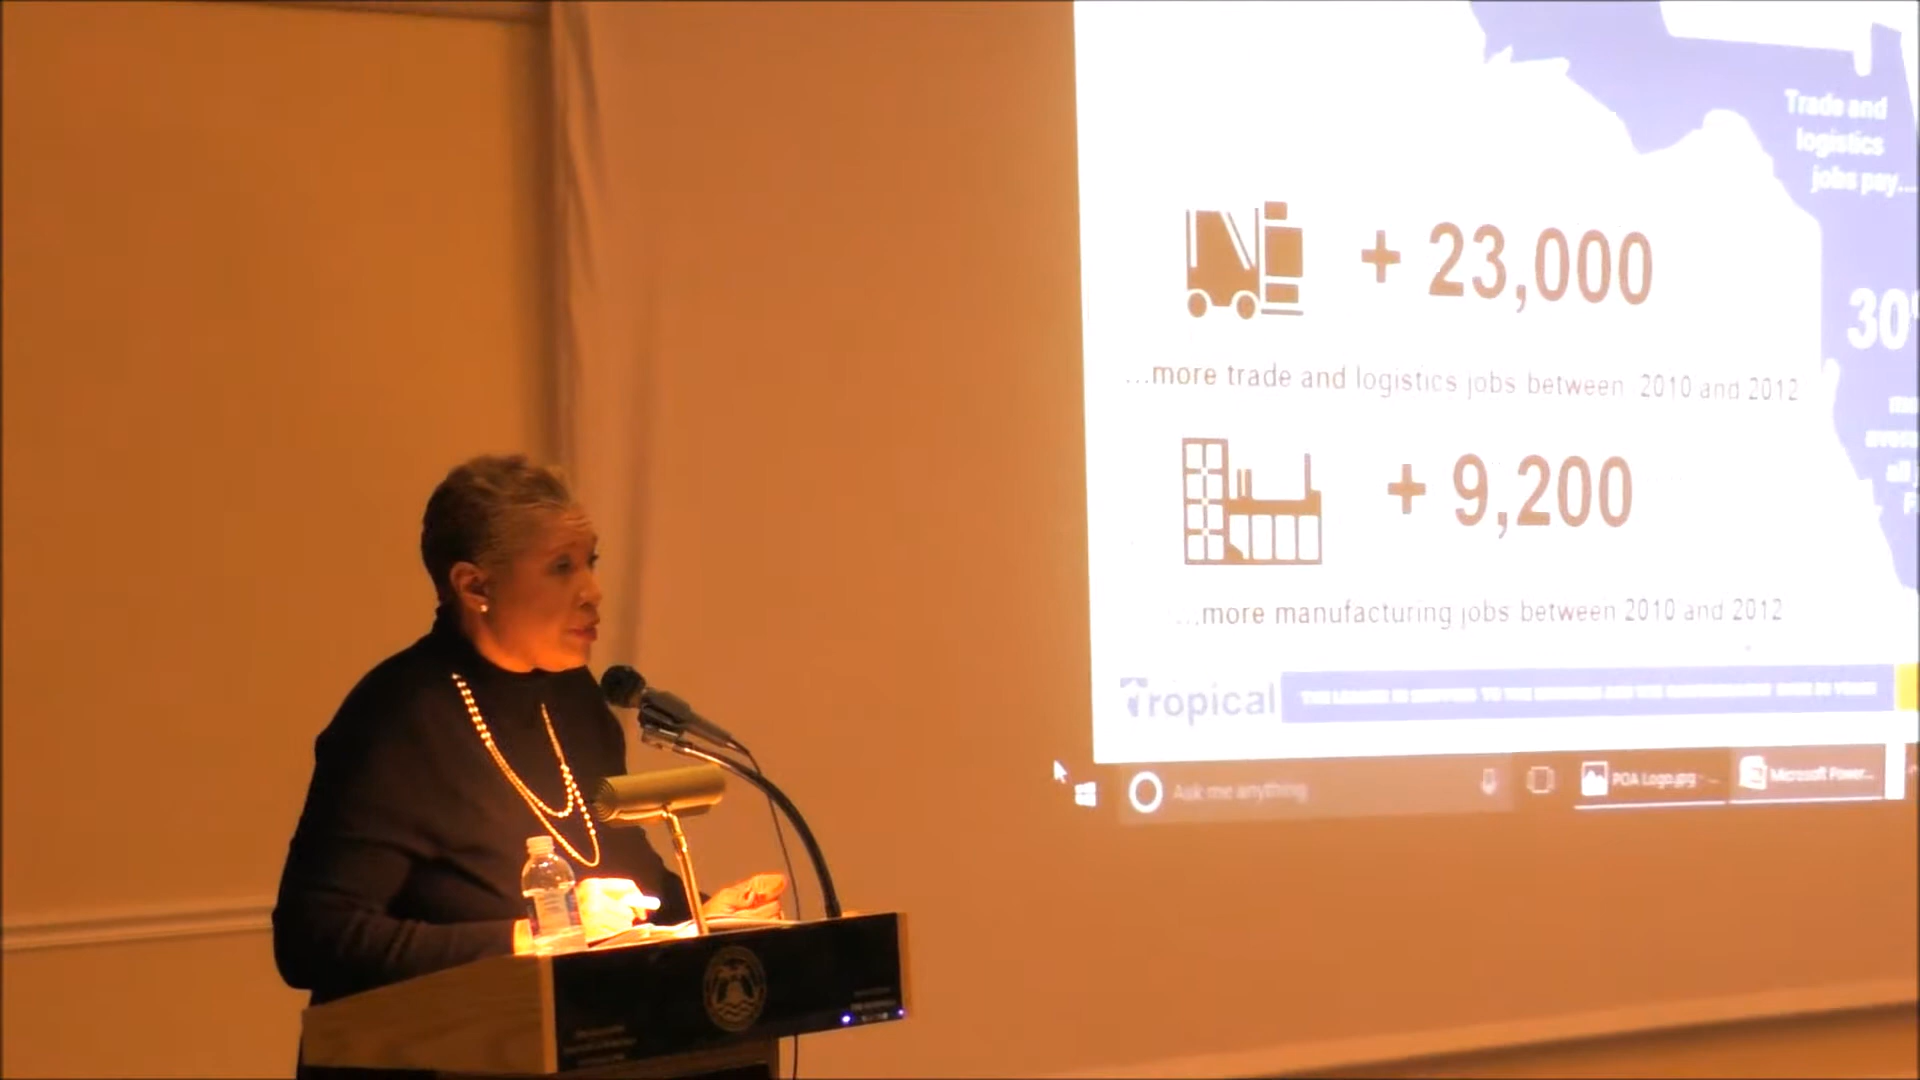 Trade and
logistics
jobs pay...
+ 23,000
...more trade and logistics jobs between 2010 and 2012
30
+ 9,200
all
...more manufacturing jobs between 2010 and 2012
Tropical
Ask me anything
POA Logo.jpg - ...
Microsoft Power...